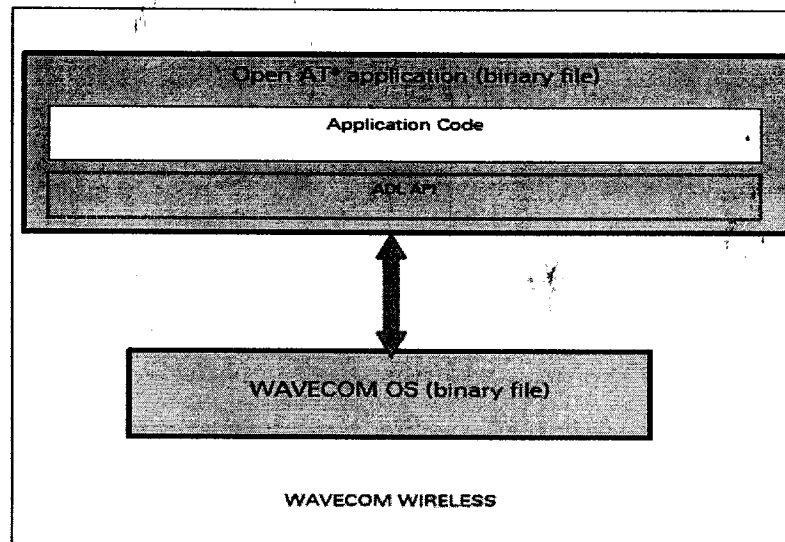 Open AT® application (binary file)
Application Code
ADL API
WAVECOM OS (binary file)
WAVECOM WIRELESS